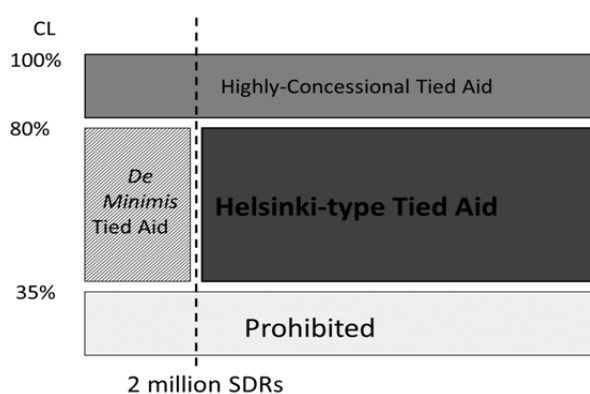 CL
100%
Highly-Concessional Tied Aid
80%
De
Minimis
Tied Aid
Helsinki-type Tied Aid
35%
Prohibited
2 million SDRs